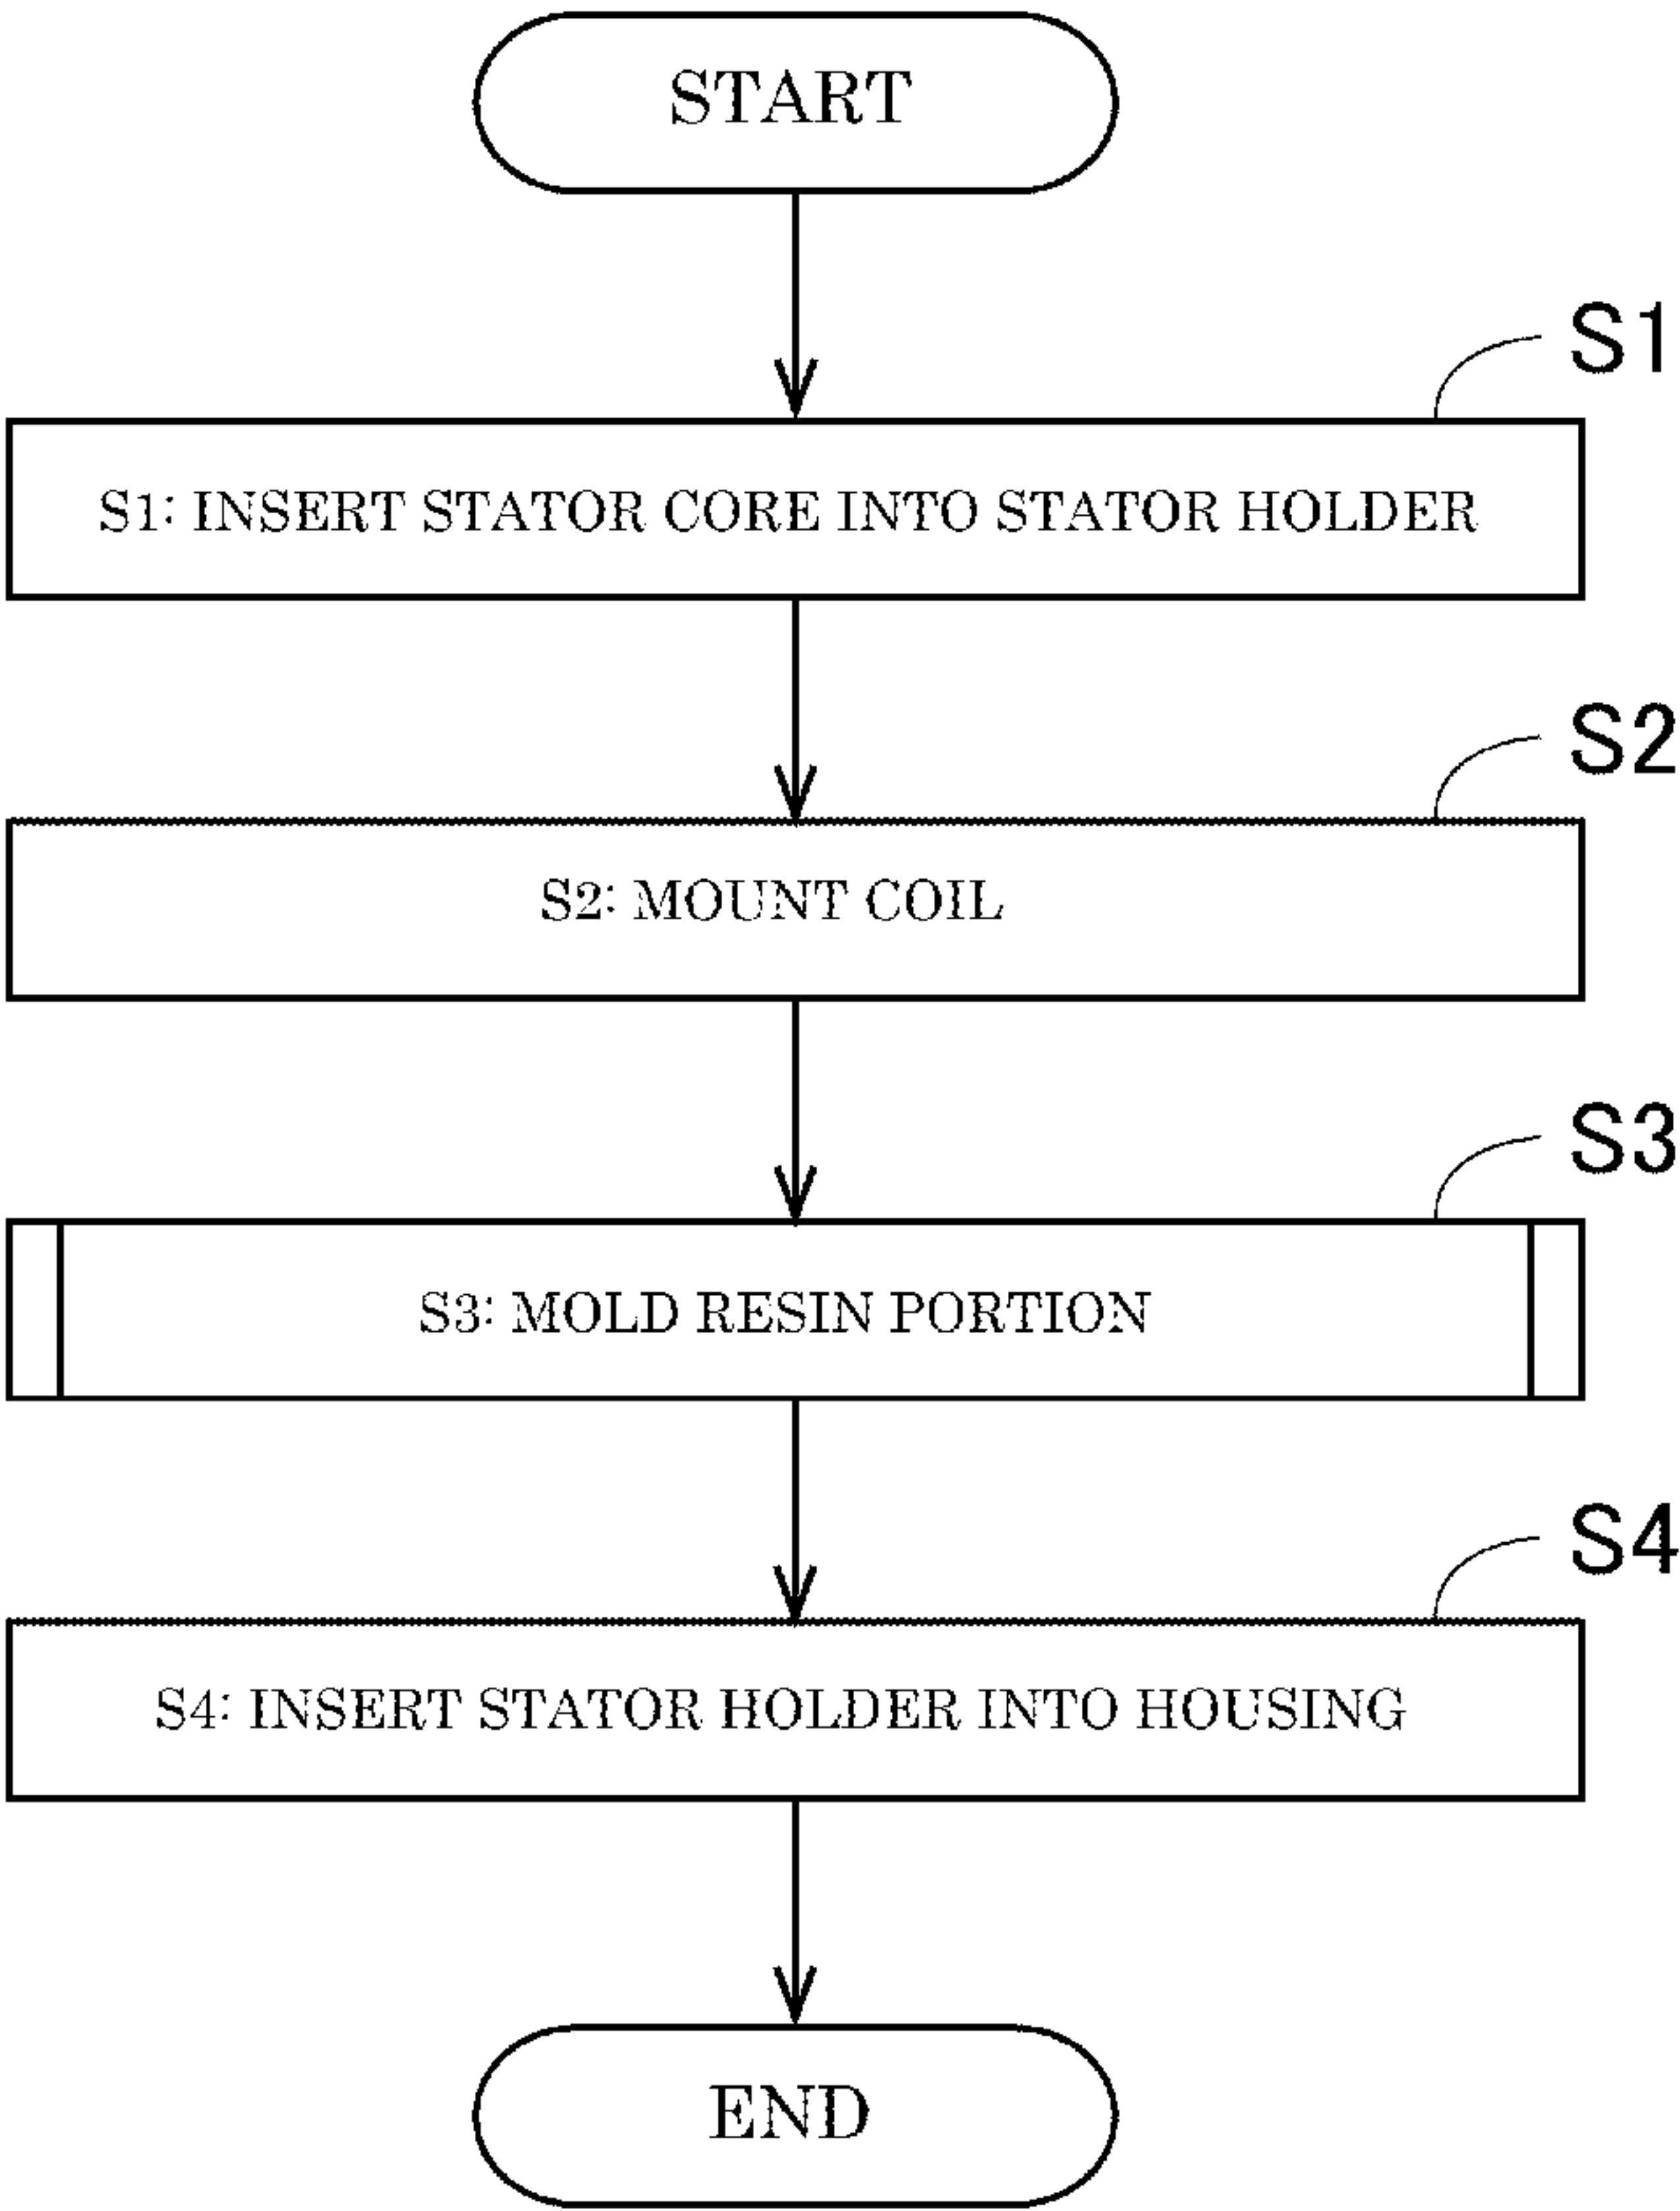 START
S1
S1: INSERT STATOR CORE INTO STATOR HOLDER
S2
S2: MOUNT COIL
S3
S3: MOLD RESIN PORTION
S4
S4: INSERT STATOR HOLDER INTO HOUSING
END